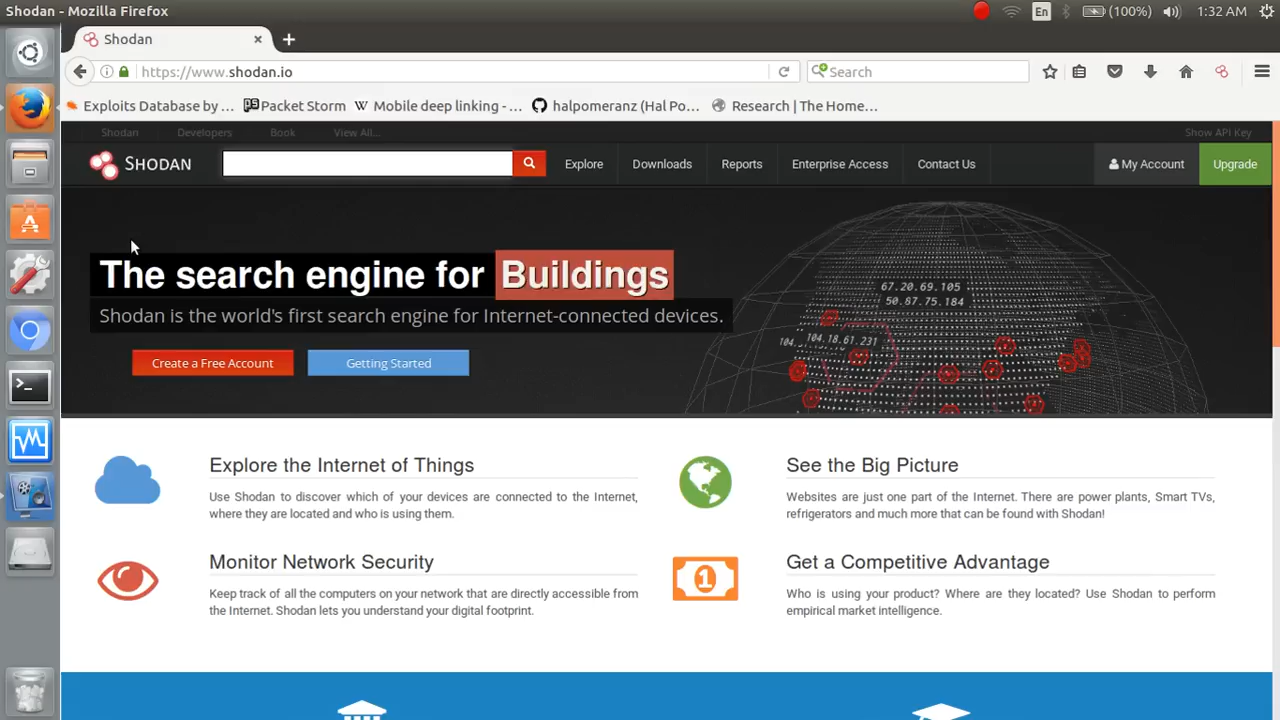 Shodan - Mozilla Firefox
En
(100%)
1:32 AM
Shodan
https://www.shodan.io
Search
Exploits Database by ...
Packet Storm
W Mobile deep linking - ...
halpomeranz (Hal Po...
Research | The Home...
Shodan
Developers
Book
View All...
Show API Key
SHODAN
Explore
Downloads
Reports
Enterprise Access
Contact Us
My Account
Upgrade
The search engine for Buildings
Shodan is the world's first search engine for Internet-connected devices.
Create a Free Account
Getting Started
67.20.69.105
50.87.75.184
104.
104.18.61.231
Explore the Internet of Things
Use Shodan to discover which of your devices are connected to the Internet,
where they are located and who is using them.
See the Big Picture
Websites are just one part of the Internet. There are power plants, Smart TVs,
refrigerators and much more that can be found with Shodan!
Monitor Network Security
Keep track of all the computers on your network that are directly accessible from
the Internet. Shodan lets you understand your digital footprint.
1
Get a Competitive Advantage
Who is using your product? Where are they located? Use Shodan to perform
empirical market intelligence.